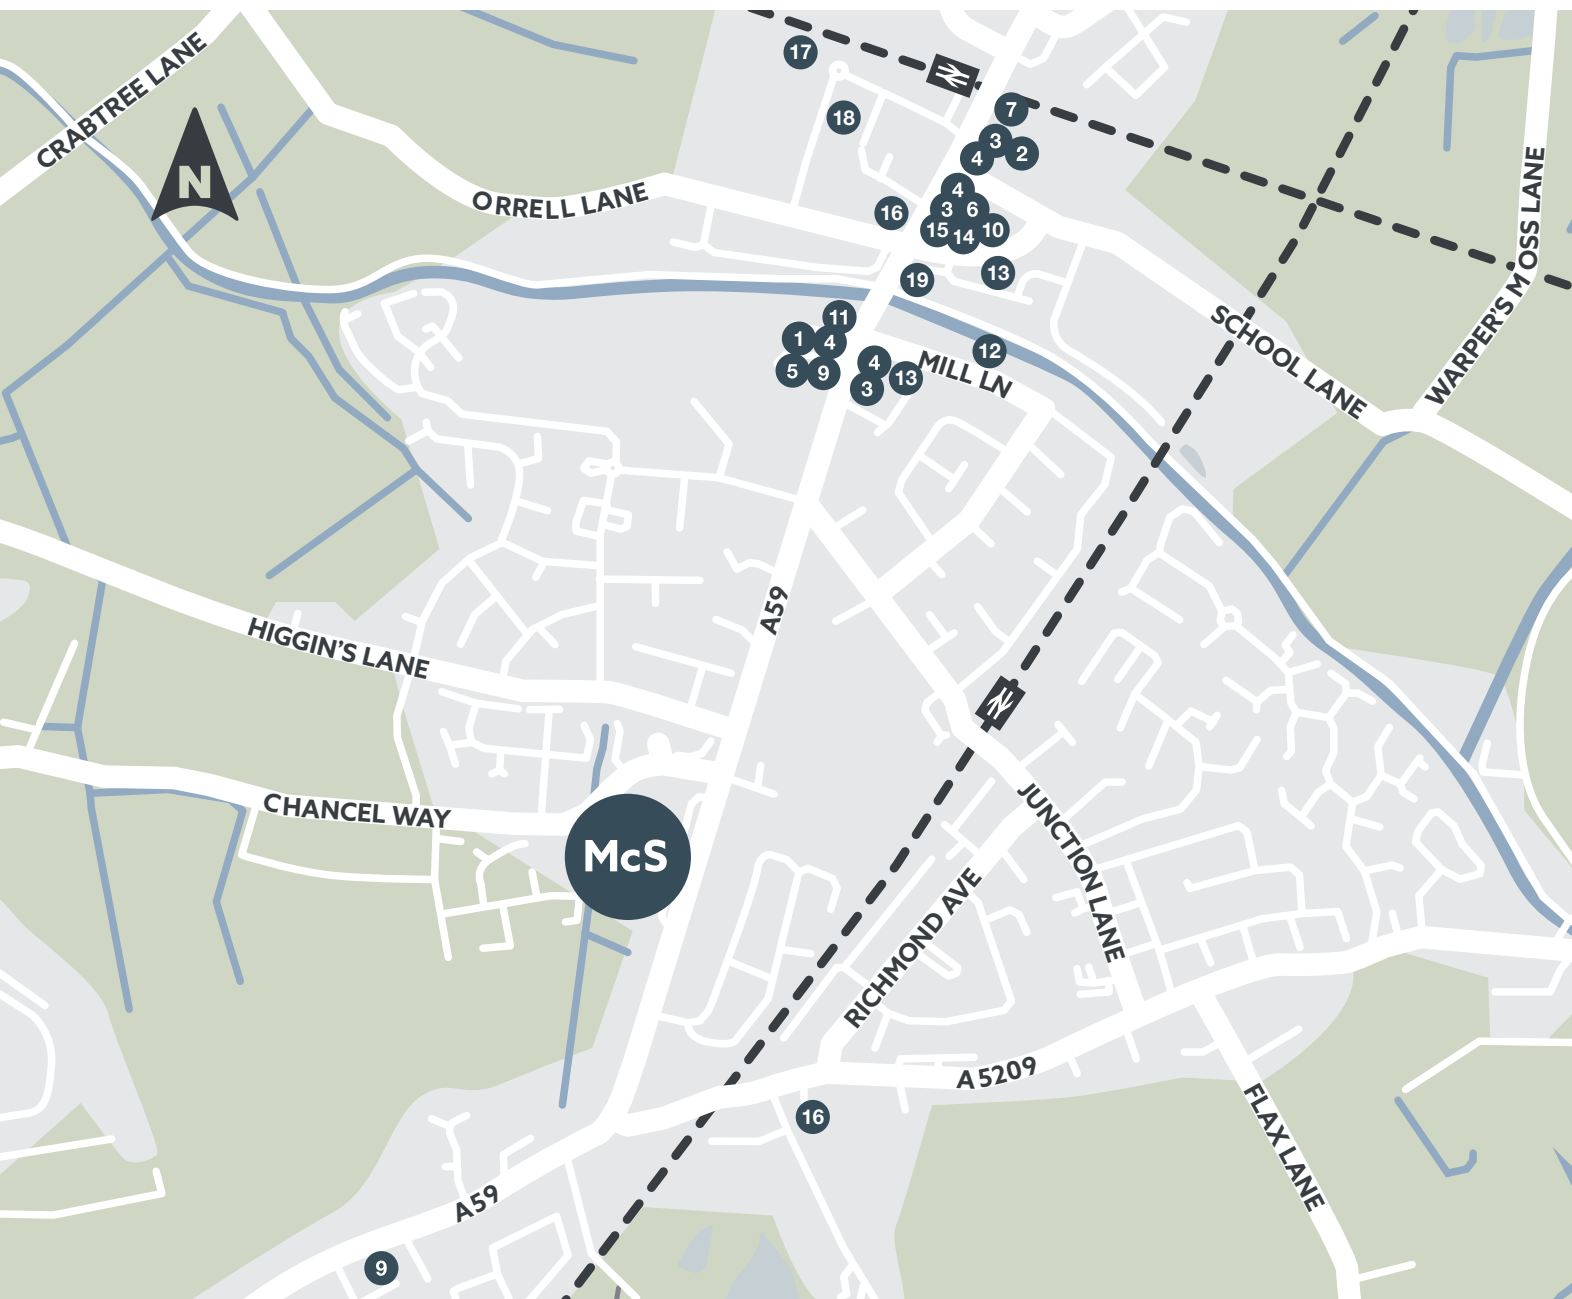 17
CRABTREE LANE
7
18
3
2
4
N
WARPER'S MOSS LANE
ORRELL LANE
4
16
3
6
15
14
10
13
19
11
SCHOOL LANE
1
4
12
4
MILL LN
5
9
13
3
A59
HIGGIN'S LANE
CHANCEL WAY
JUNCTION LANE
McS
RICHMOND AVE
A5209
16
FLAX LANE
A59
9